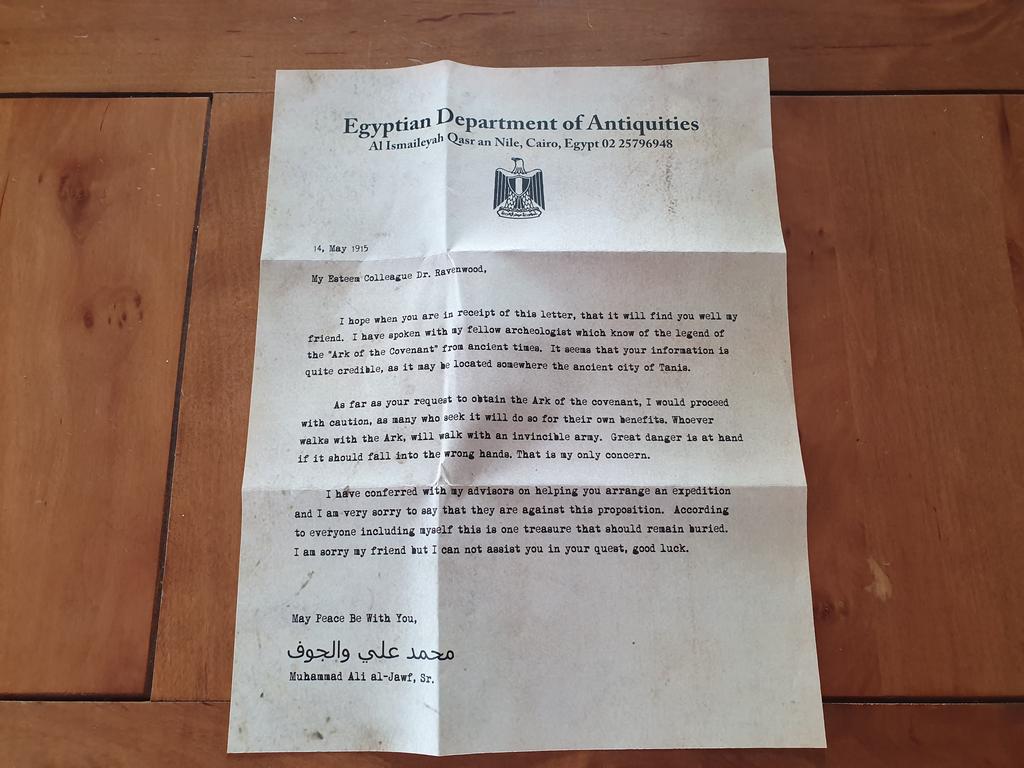 Egyptian Department of Antiquities
Al Ismaileyah Qasr an Nile, Cairo, Egypt 02 25796948
14, May 1915
My Esteem Colleague Dr. Ravenwood,
I hope when you are in receipt of this letter, that it will find you well my
friend. I have spoken with my fellow archeologist which know of the legend of
the "Ark of the Covenant" from ancient times. It seems that your information is
quite credible, as it may be located somewhere the ancient city of Tanis.
As far as your request to obtain the Ark of the covenant, I would proceed
with caution, as many who seek it will do so for their own benefits. Whoever
walks with the Ark, will walk with an invincible army. Great danger is at hand
if it should fall into the wrong hands. That is my only concern.
I have conferred with my advisors on helping you arrange an expedition
and I am very sorry to say that they are against this proposition. According
to everyone including myself this is one treasure that should remain buried.
I am sorry my friend but I can not assist you in your quest, good luck.
May Peace Be With You,
محمد علي والجوف
Muhammad Ali al-Jawf, Sr.